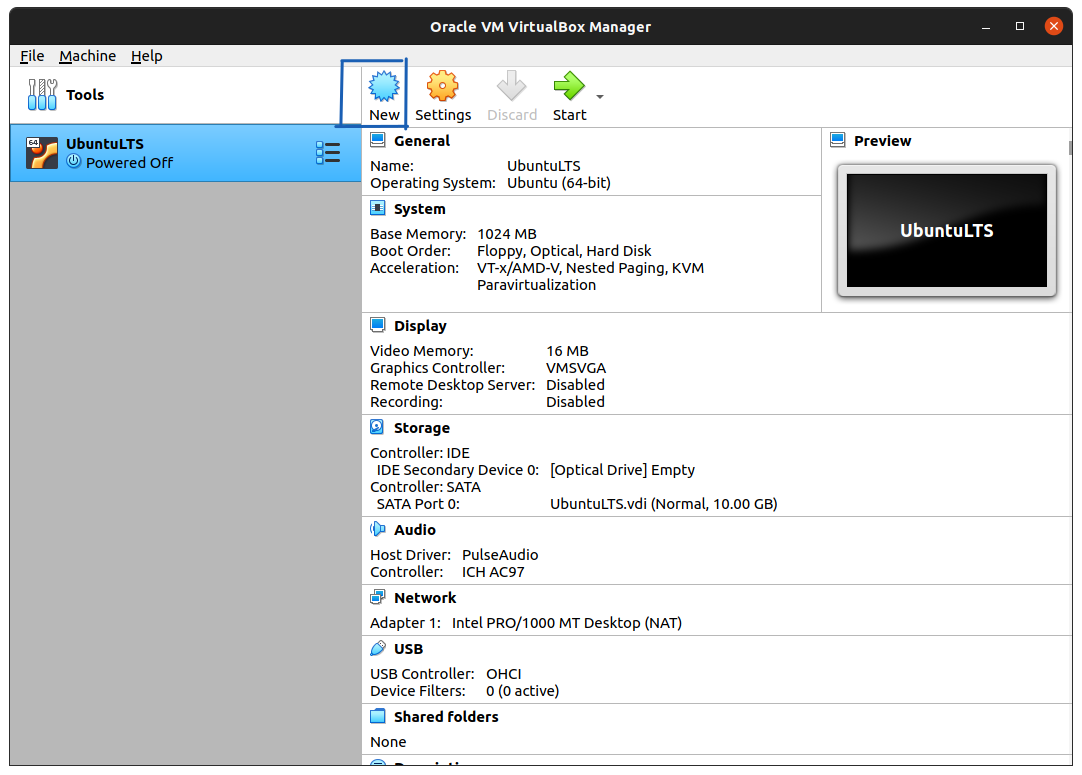 Oracle VM VirtualBox Manager
File Machine Help
Tools
New Settings Discard Start
64
UbuntuLTS
Powered Off
General
Name: UbuntuLTS
Operating System: Ubuntu (64-bit)
System
Base Memory: 1024 MB
Boot Order: Floppy, Optical, Hard Disk
Acceleration: VT-x/AMD-V, Nested Paging, KVM
Paravirtualization
Preview
UbuntuLTS
Display
Video Memory: 16 MB
Graphics Controller: VMSVGA
Remote Desktop Server: Disabled
Recording: Disabled
Storage
Controller: IDE
IDE Secondary Device 0: [Optical Drive] Empty
Controller: SATA
SATA Port 0: UbuntuLTS.vdi (Normal, 10.00 GB)
Audio
Host Driver: PulseAudio
Controller: ICH AC97
Network
Adapter 1: Intel PRO/1000 MT Desktop (NAT)
USB
USB Controller: OHCI
Device Filters: 0 (0 active)
Shared folders
None